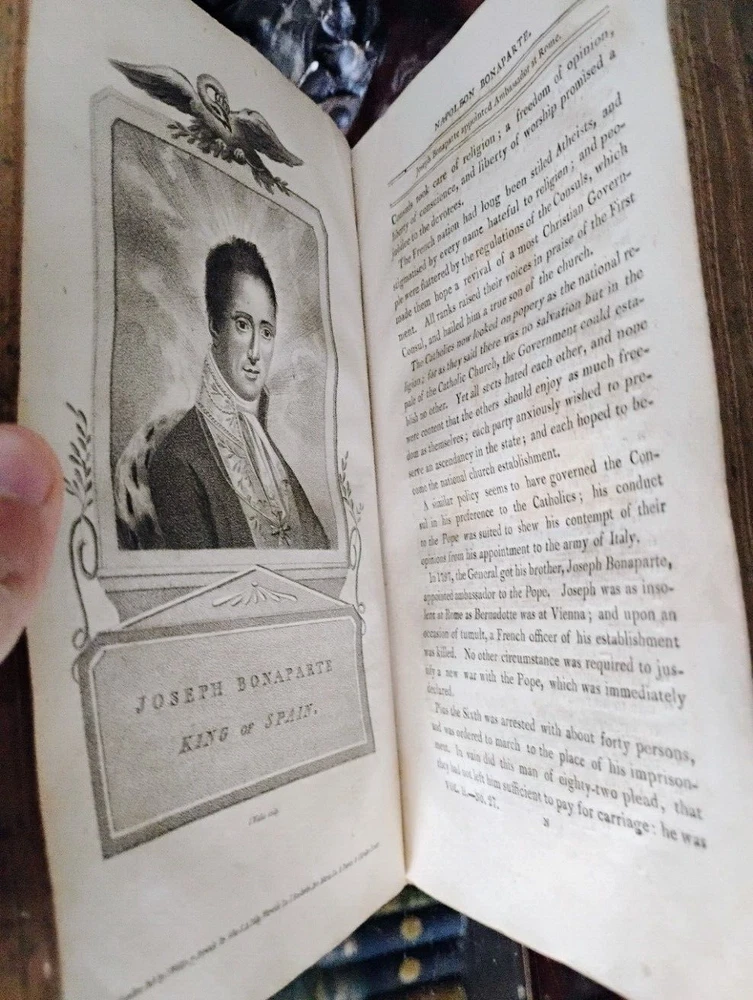 JOSEPH BONAPARTE
KING OF SPAIN.
NAPOLEON BONAPARTE.
Joseph Bonaparte appointed Ambassador at Rome.
Consuls took care of religion; a freedom of opinion,
liberty of conscience, and liberty of worship promised a
jubilee to the devotees.
The French nation had long been stiled Atheists, and
stigmatised by every name hateful to religion; and peo-
ple were flattered by the regulations of the Consuls, which
made them hope a revival of a most Christian Govern-
ment. All ranks raised their voices in praise of the First
Consul, and hailed him a true son of the church.
The Catholics now looked on popery as the national re-
ligion; for as they said there was no salvation but in the
pale of the Catholic Church, the Government could esta-
blish no other. Yet all sects hated each other, and none
were content that the others should enjoy as much free-
dom as themselves; each party anxiously wished to pre-
serve an ascendancy in the state; and each hoped to be-
come the national church establishment.
A similar policy seems to have governed the Con-
sul in his preference to the Catholics; his conduct
to the Pope was suited to shew his contempt of their
opinions from his appointment to the army of Italy.
In 1797, the General got his brother, Joseph Bonaparte,
appointed ambassador to the Pope. Joseph was as inso-
lent at Rome as Bernadotte was at Vienna; and upon an
occasion of tumult, a French officer of his establishment
was killed. No other circumstance was required to jus-
tify a new war with the Pope, which was immediately
declared.
Pius the Sixth was arrested with about forty persons,
and was ordered to march to the place of his imprison-
ment. In vain did this man of eighty-two plead, that
they had not left him sufficient to pay for carriage: he was
VOL. II.—NO. 27.